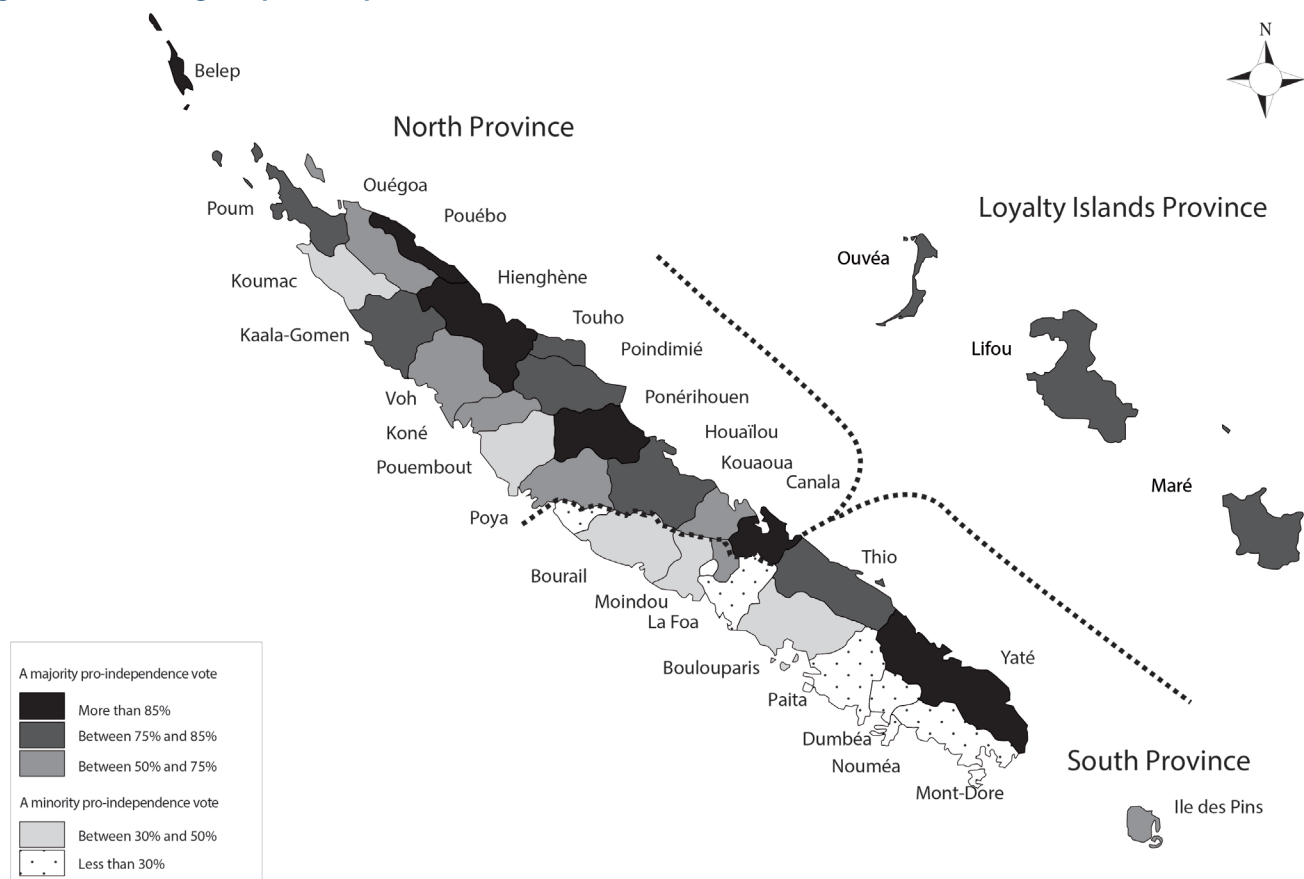 N
Belep
North Province
Ouégoa
Poum
Pouébo
Loyalty Islands Province
Ouvéa
Koumac
Hienghène
Kaala-Gomen
Touho
Lifou
Poindimié
Voh
Ponérihouen
Koné
Houaïlou
Pouembout
Kouaoua
Canala
Maré
Poya
Thio
Bourail
Moindou
La Foa
Boulouparis
Yaté
Paita
Dumbéa
Nouméa
South Province
Mont-Dore
Ile des Pins
A majority pro-independence vote
More than 85%
Between 75% and 85%
Between 50% and 75%
A minority pro-independence vote
Between 30% and 50%
Less than 30%